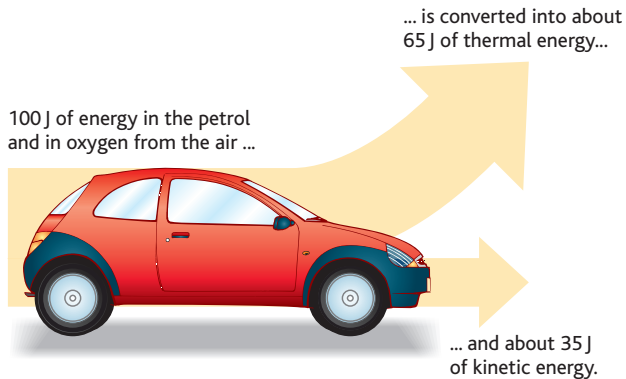 ... is converted into about
65 J of thermal energy...
100 J of energy in the petrol
and in oxygen from the air ...
... and about 35 J
of kinetic energy.